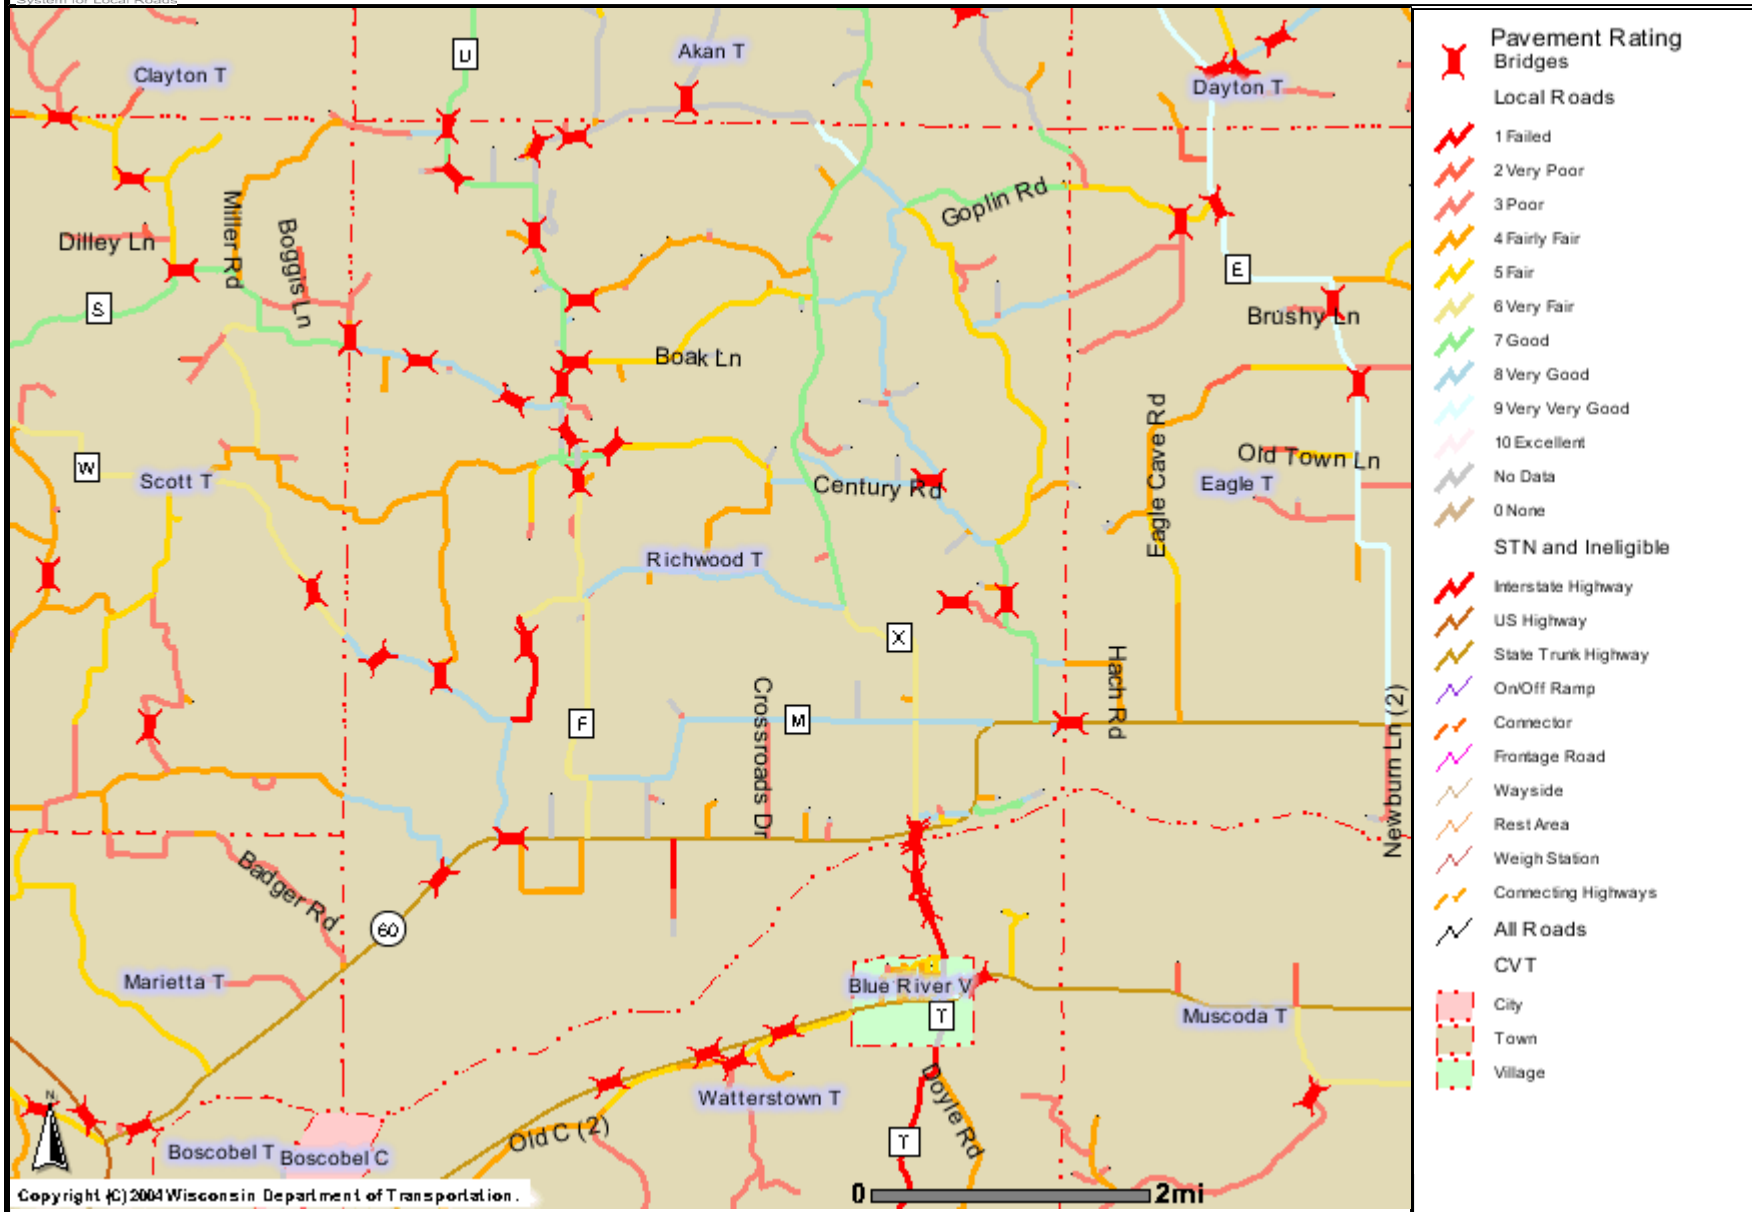 System for Local Roads
U
Akan T
Clayton T
Dayton T
Goplin Rd
Miller Rd
Boggis Ln
Dilley Ln
E
S
Brushy Ln
Boak Ln
Eagle Cave Rd
Old Town Ln
W
Scott T
Century Rd
Eagle T
Richwood T
X
Hach Rd
Crossroads Dr
F
M
Newburn Ln (2)
Badger Rd
60
Marietta T
Blue River V
T
Muscoda T
Doyle Rd
Watterstown T
N
Old C (2)
T
Boscobel T
Boscobel C
Copyright (C) 2004 Wisconsin Department of Transportation.
0 2mi
Pavement Rating
Bridges
Local Roads
1 Failed
2 Very Poor
3 Poor
4 Fairly Fair
5 Fair
6 Very Fair
7 Good
8 Very Good
9 Very Very Good
10 Excellent
No Data
0 None
STN and Ineligible
Interstate Highway
US Highway
State Trunk Highway
On/Off Ramp
Connector
Frontage Road
Wayside
Rest Area
Weigh Station
Connecting Highways
All Roads
CVT
City
Town
Village